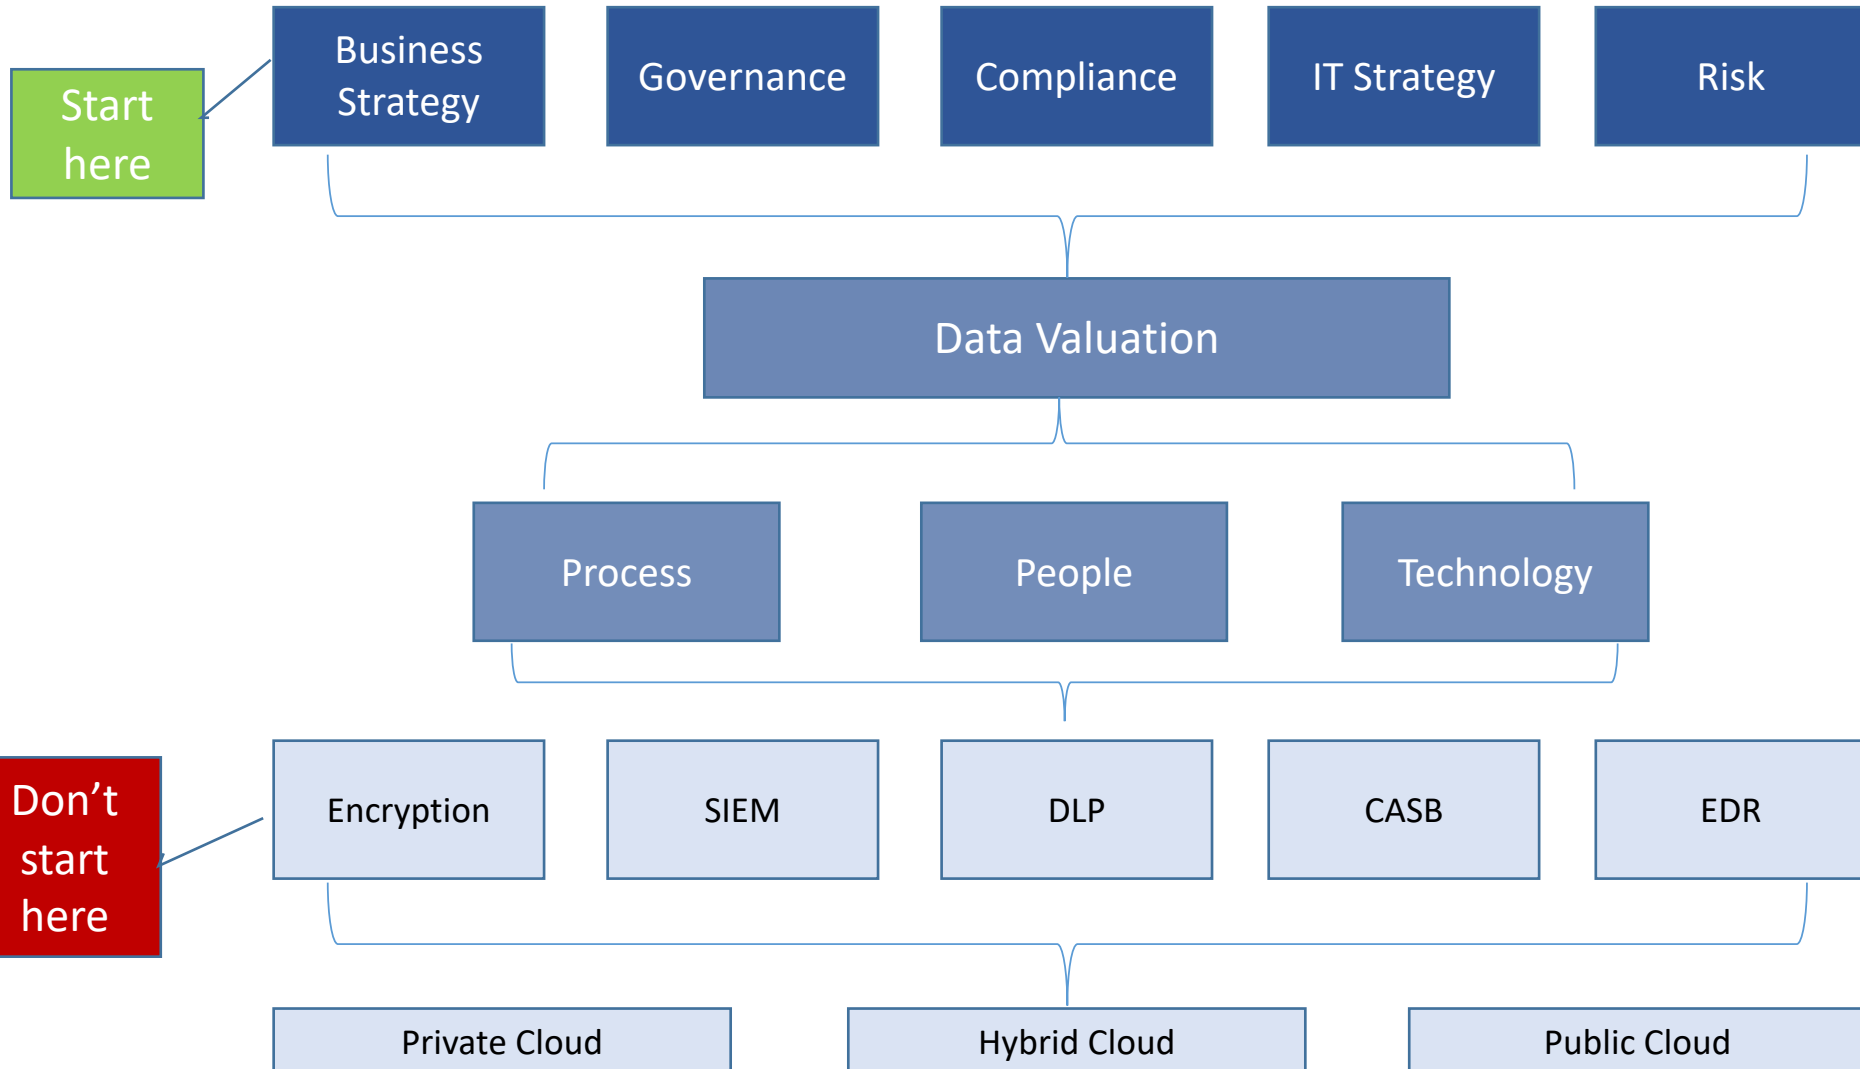 Start
here
Business
Strategy
Governance
Compliance
IT Strategy
Risk
Data Valuation
Process
People
Technology
Don’t
start
here
Encryption
SIEM
DLP
CASB
EDR
Private Cloud
Hybrid Cloud
Public Cloud